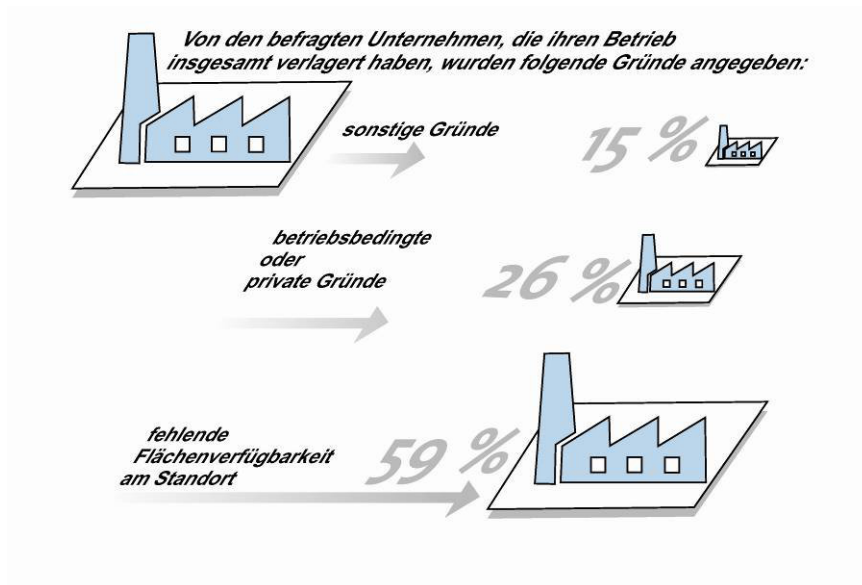 Von den befragten Unternehmen, die ihren Betrieb
insgesamt verlagert haben, wurden folgende Gründe angegeben:
sonstige Gründe
15 %
betriebsbedingte
oder
private Gründe
26 %
fehlende
Flächenverfügbarkeit
am Standort
59 %